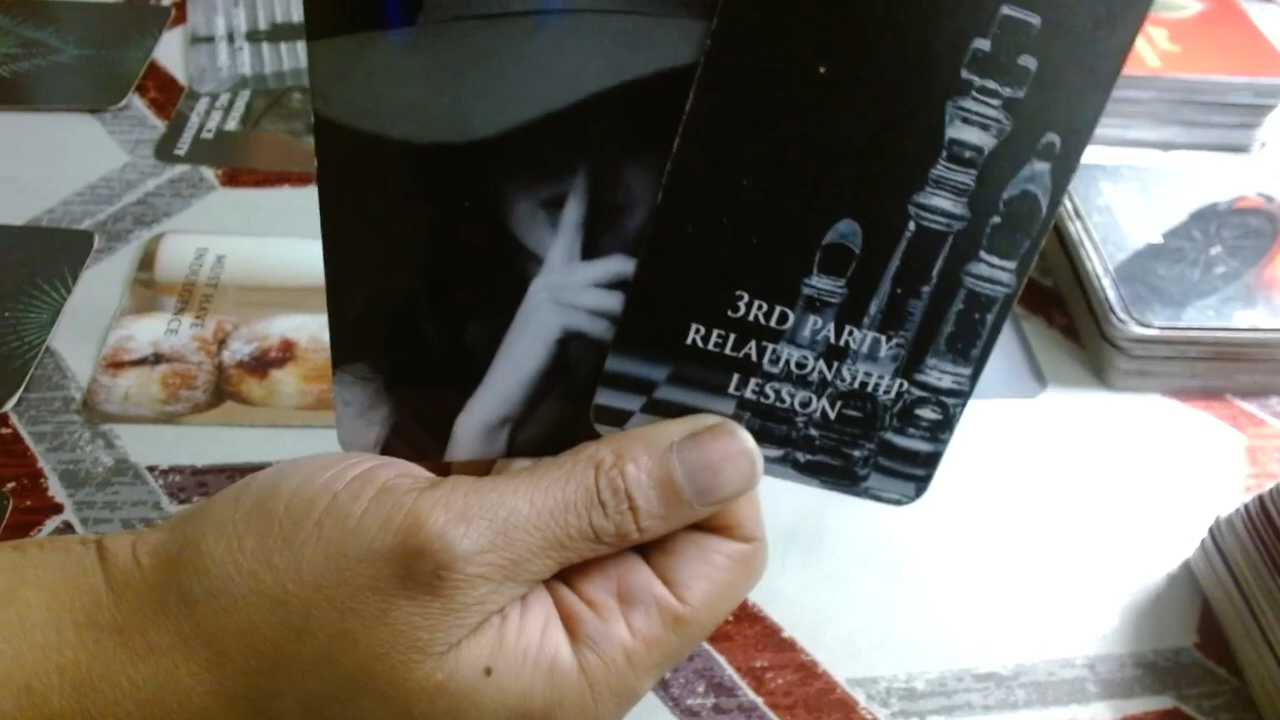 MUST HAVE
INDULGENCE
3RD PARTY
RELATIONSHIP
LESSON